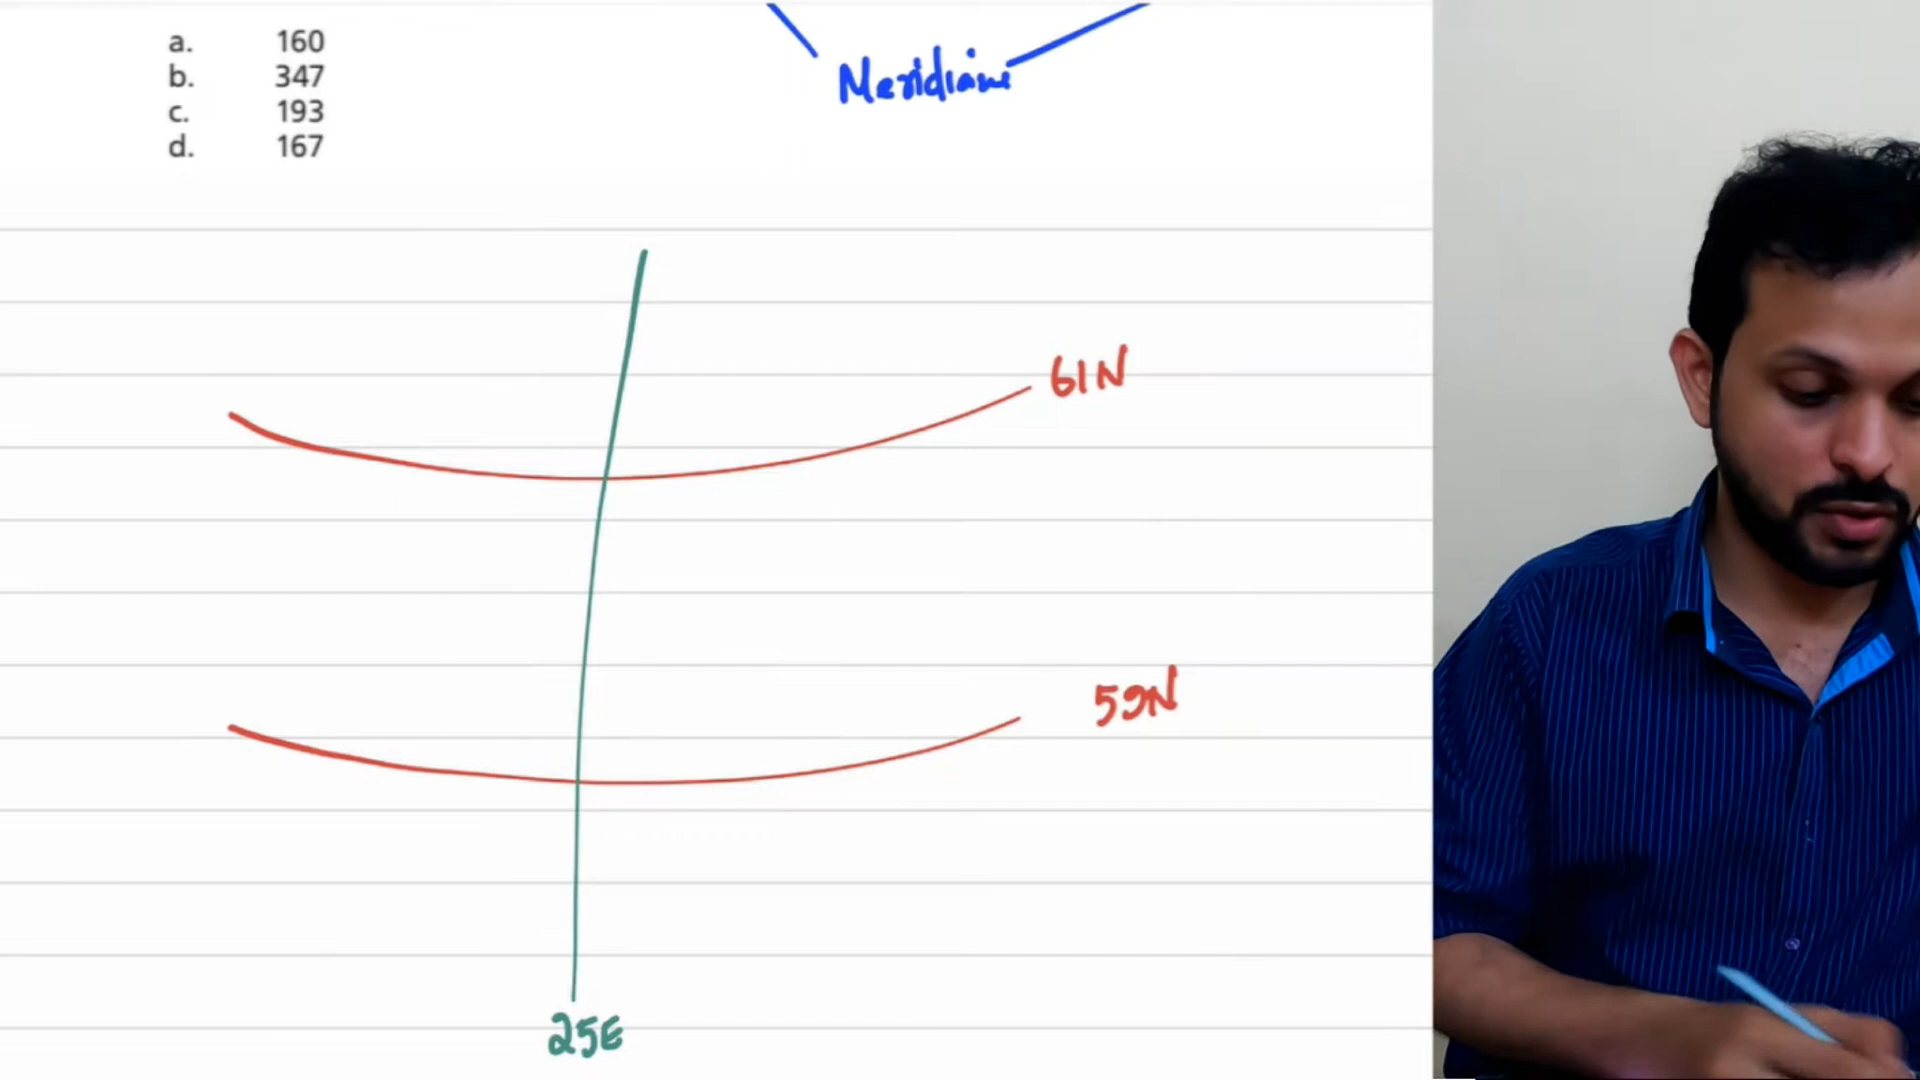 a. 160
b. 347
c. 193
d. 167
Meridians
61N
59N
25E